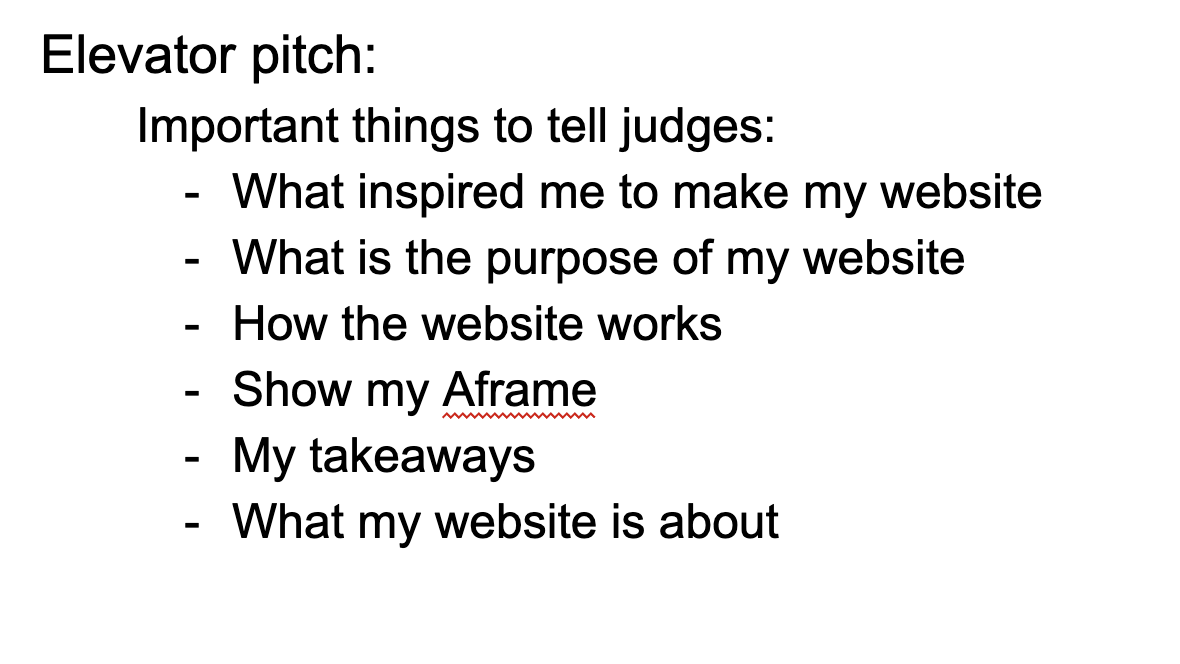 Elevator pitch:
Important things to tell judges:
- What inspired me to make my website
- What is the purpose of my website
- How the website works
- Show my Aframe
- My takeaways
- What my website is about